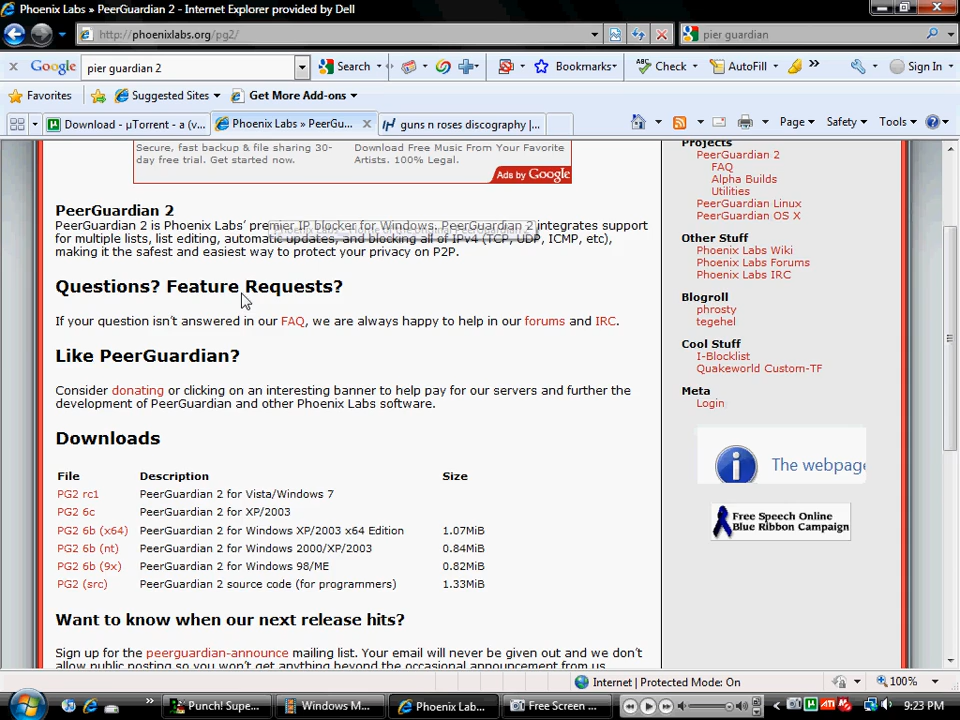 Phoenix Labs » PeerGuardian 2 - Internet Explorer provided by Dell
http://phoenixlabs.org/pg2/
pier guardian
Google
pier guardian 2
Search
Bookmarks
Check
AutoFill
Sign In
Favorites
Suggested Sites
Get More Add-ons
Download - µTorrent - a (v...
Phoenix Labs » PeerGu...
guns n roses discography |...
Page
Safety
Tools
Secure, fast backup & file sharing 30-
day free trial. Get started now.
Download Free Music From Your Favorite
Artists. 100% Legal.
Ads by Google
PeerGuardian 2
PeerGuardian 2 is Phoenix Labs' premier IP blocker for Windows. PeerGuardian 2 integrates support
for multiple lists, list editing, automatic updates, and blocking all of IPv4 (TCP, UDP, ICMP, etc),
making it the safest and easiest way to protect your privacy on P2P.
Questions? Feature Requests?
If your question isn't answered in our FAQ, we are always happy to help in our forums and IRC.
Like PeerGuardian?
Consider donating or clicking on an interesting banner to help pay for our servers and further the
development of PeerGuardian and other Phoenix Labs software.
Downloads
File Description Size
PG2 rc1 PeerGuardian 2 for Vista/Windows 7
PG2 6c PeerGuardian 2 for XP/2003
PG2 6b (x64) PeerGuardian 2 for Windows XP/2003 x64 Edition 1.07MiB
PG2 6b (nt) PeerGuardian 2 for Windows 2000/XP/2003 0.84MiB
PG2 6b (9x) PeerGuardian 2 for Windows 98/ME 0.82MiB
PG2 (src) PeerGuardian 2 source code (for programmers) 1.33MiB
Want to know when our next release hits?
Sign up for the peerguardian-announce mailing list. Your email will never be given out and we don't
allow public posting so you won't get anything beyond the occasional announcement from us.
Projects
PeerGuardian 2
FAQ
Alpha Builds
Utilities
PeerGuardian Linux
PeerGuardian OS X
Other Stuff
Phoenix Labs Wiki
Phoenix Labs Forums
Phoenix Labs IRC
Blogroll
phrosty
tegehel
Cool Stuff
I-Blocklist
Quakeworld Custom-TF
Meta
Login
The webpage
Free Speech Online
Blue Ribbon Campaign
Internet | Protected Mode: On
100%
Punch! Supe...
Windows M...
Phoenix Lab...
Free Screen ...
9:23 PM